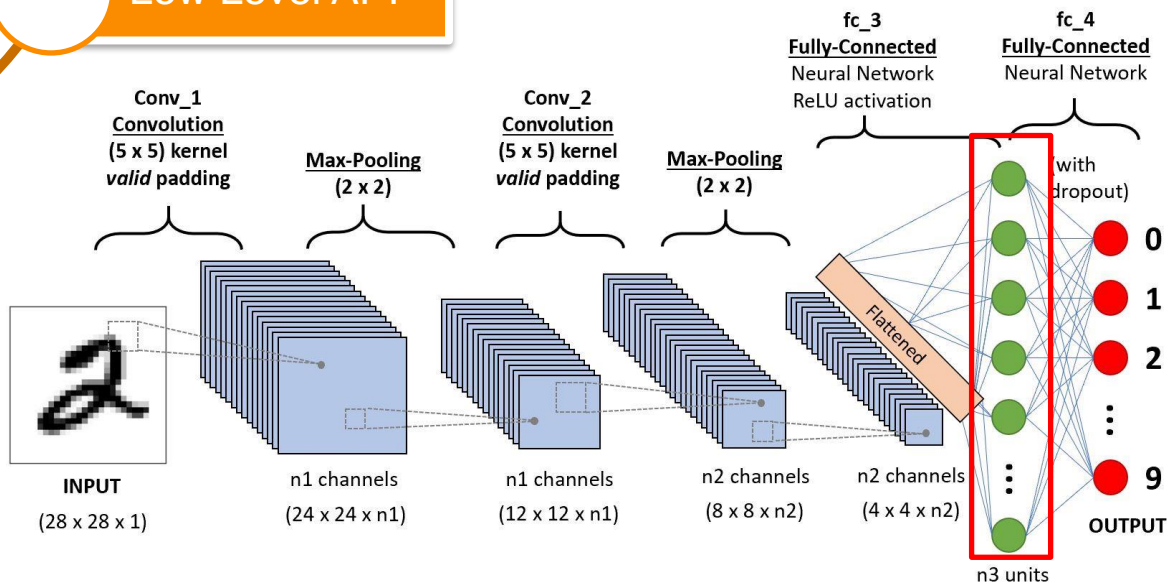 Low Level API
fc_3
Fully-Connected
Neural Network
ReLU activation
fc_4
Fully-Connected
Neural Network
Conv_1
Convolution
(5 x 5) kernel
valid padding
Max-Pooling
(2 x 2)
Conv_2
Convolution
(5 x 5) kernel
valid padding
Max-Pooling
(2 x 2)
(with
dropout)
0
1
2
9
Flattened
INPUT
(28 x 28 x 1)
n1 channels
(24 x 24 x n1)
n1 channels
(12 x 12 x n1)
n2 channels
(8 x 8 x n2)
n2 channels
(4 x 4 x n2)
OUTPUT
n3 units